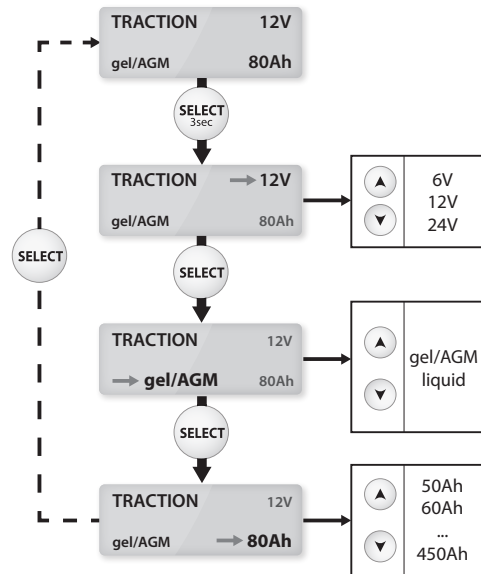 TRACTION 12V
gel/AGM 80Ah
SELECT
3sec
TRACTION 12V
gel/AGM 80Ah
6V
12V
24V
SELECT
SELECT
TRACTION 12V
gel/AGM 80Ah
gel/AGM
liquid
SELECT
TRACTION 12V
gel/AGM 80Ah
50Ah
60Ah
...
450Ah